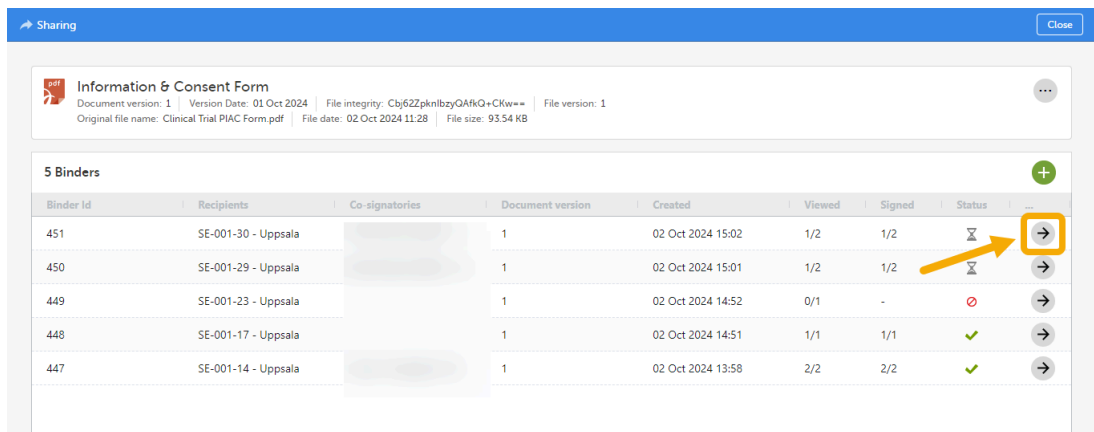 Sharing
Close
pdf
Information & Consent Form
Document version: 1 Version Date: 01 Oct 2024 File integrity: Cbj62ZpknIbzyQAfkQ+CKw== File version: 1
Original file name: Clinical Trial PIAC Form.pdf File date: 02 Oct 2024 11:28 File size: 93.54 KB
5 Binders
Binder Id Recipients Co-signatories Document version Created Viewed Signed Status ...
451 SE-001-30 - Uppsala 1 02 Oct 2024 15:02 1/2 1/2
450 SE-001-29 - Uppsala 1 02 Oct 2024 15:01 1/2 1/2
449 SE-001-23 - Uppsala 1 02 Oct 2024 14:52 0/1 -
448 SE-001-17 - Uppsala 1 02 Oct 2024 14:51 1/1 1/1
447 SE-001-14 - Uppsala 1 02 Oct 2024 13:58 2/2 2/2